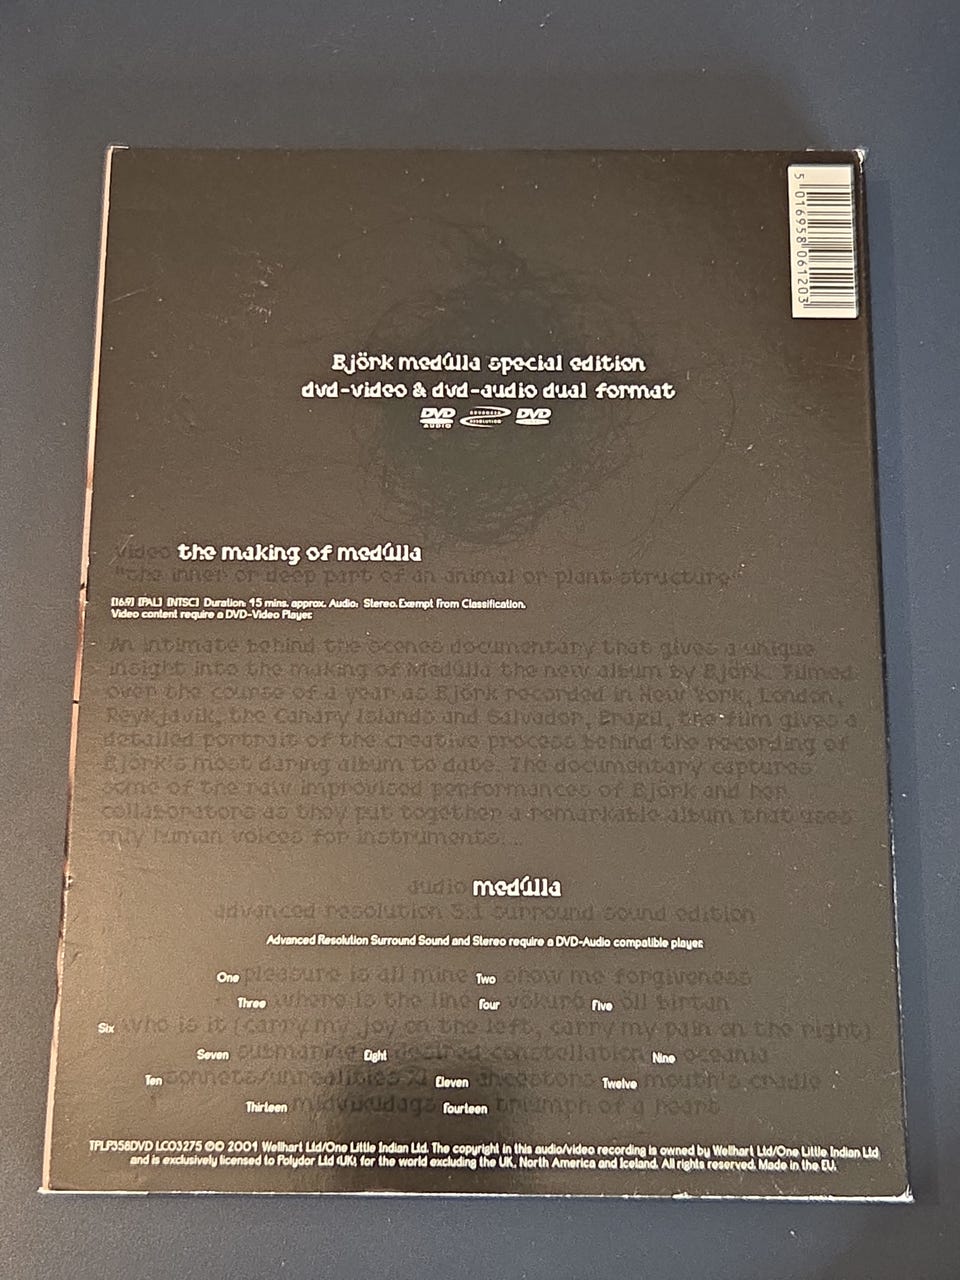 5 016958 061203
Björk medúlla special edition
dvd-video & dvd-audio dual format
DVD AUDIO ADVANCED RESOLUTION DVD
video the making of medúlla
"the inner or deep part of an animal or plant structure"
[16:9] [PAL] [NTSC] Duration: 45 mins. approx. Audio: Stereo. Exempt from Classification.
Video content require a DVD-Video Player.
An intimate behind the scenes documentary that gives a unique
insight into the making of Medúlla the new album by Björk. Filmed
over the course of a year as Björk recorded in New York, London,
Reykjavik, the Canary Islands and Salvador, Brazil, the film gives a
detailed portrait of the creative process behind the recording of
Björk's most daring album to date. The documentary captures
some of the raw improvised performances of Björk and her
collaborators as they put together a remarkable album that uses
only human voices for instruments...
audio medúlla
advanced resolution 5:1 surround sound edition
Advanced Resolution Surround Sound and Stereo require a DVD-Audio compatible player.
One pleasure is all mine Two show me forgiveness
Three where is the line Four vökuró Five öll birtan
Six who is it (carry my joy on the left, carry my pain on the right)
Seven submarine Eight desired constellation Nine oceania
Ten sonnets/unrealities XI Eleven ancestors Twelve mouth's cradle
Thirteen miðvikudags Fourteen triumph of a heart
TPLP358DVD LC03275 ℗© 2004 Wellhart Ltd/One Little Indian Ltd. The copyright in this audio/video recording is owned by Wellhart Ltd/One Little Indian Ltd
and is exclusively licensed to Polydor Ltd (UK) for the world excluding the UK, North America and Iceland. All rights reserved. Made in the EU.